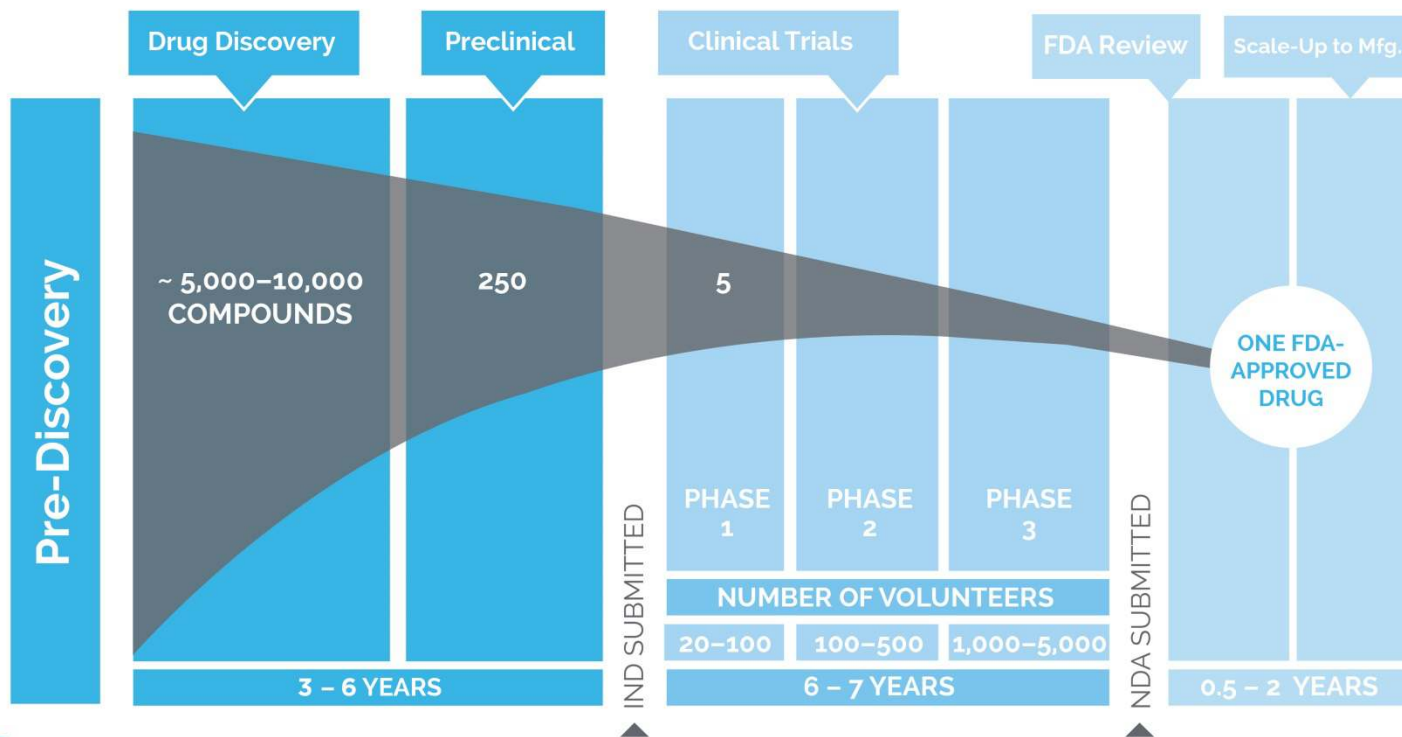 Drug Discovery
Preclinical
Clinical Trials
FDA Review
Scale-Up to Mfg.
Pre-Discovery
~ 5,000–10,000
COMPOUNDS
250
5
ONE FDA-
APPROVED
DRUG
PHASE
1
PHASE
2
PHASE
3
IND SUBMITTED
NDA SUBMITTED
NUMBER OF VOLUNTEERS
20–100
100–500
1,000–5,000
3 – 6 YEARS
6 – 7 YEARS
0.5 – 2 YEARS